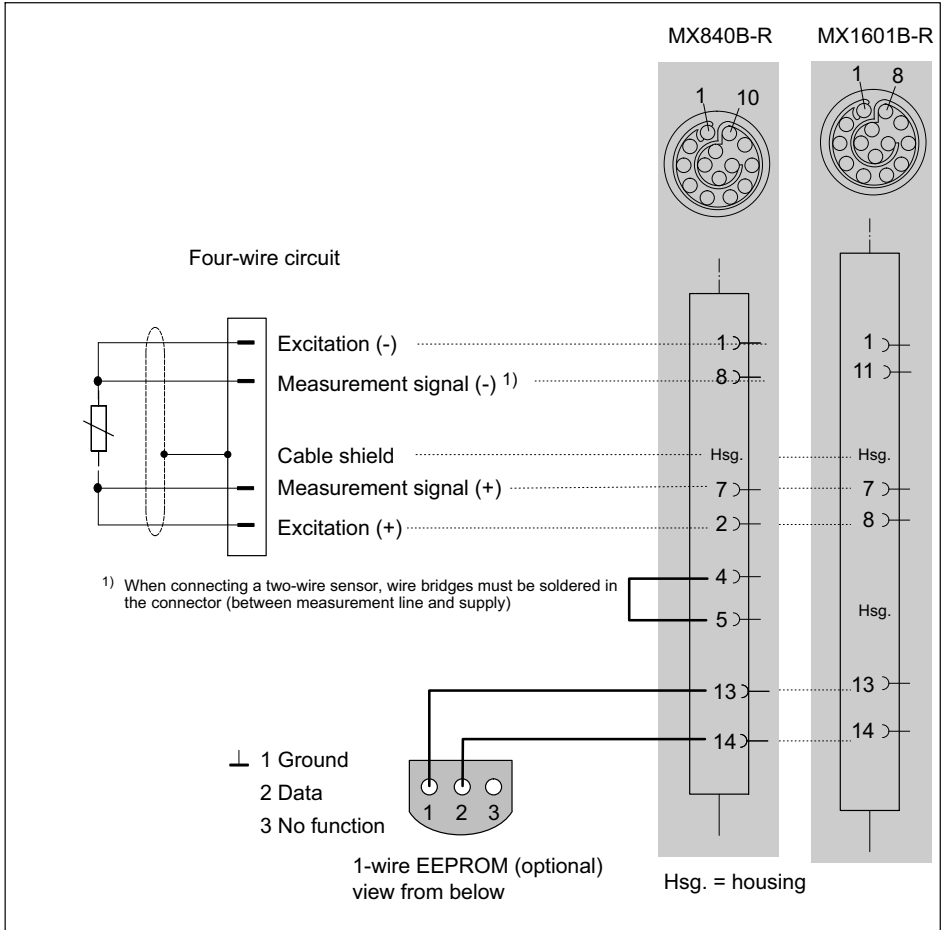 MX840B-R MX1601B-R
1 10 1 8
Four-wire circuit
Excitation (-) 1 1
Measurement signal (-) 1) 8 11
Cable shield Hsg. Hsg.
Measurement signal (+) 7 7
Excitation (+) 2 8
1) When connecting a two-wire sensor, wire bridges must be soldered in
the connector (between measurement line and supply)
4
5 Hsg.
13 13
14 14
⊥ 1 Ground
2 Data
3 No function
1 2 3
1-wire EEPROM (optional)
view from below
Hsg. = housing